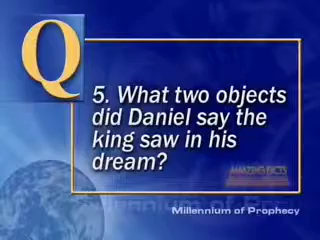 Q
5. What two objects
did Daniel say the
king saw in his
dream?
AMAZING FACTS
Millennium of Prophecy